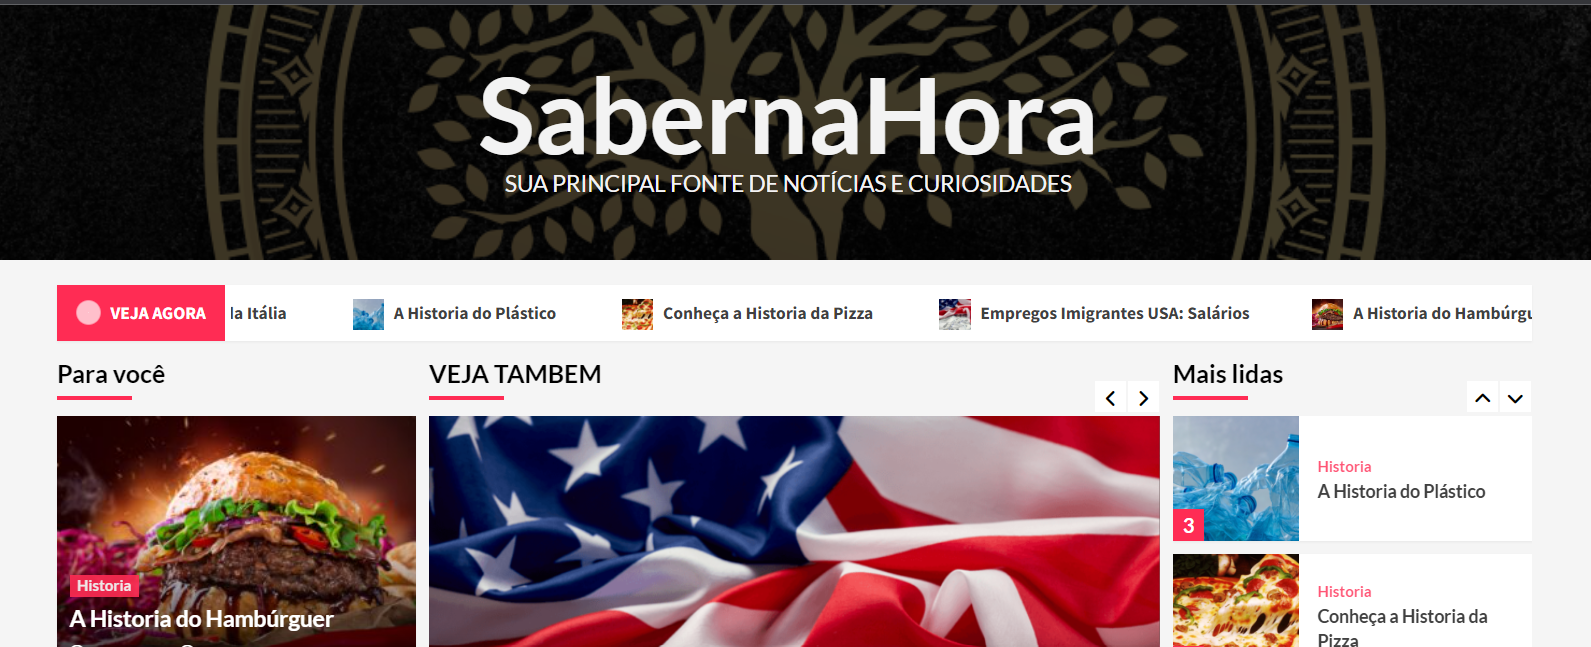 SabernaHora
SUA PRINCIPAL FONTE DE NOTÍCIAS E CURIOSIDADES
VEJA AGORA
la Itália
A Historia do Plástico
Conheça a Historia da Pizza
Empregos Imigrantes USA: Salários
A Historia do Hambúrgu
Para você
VEJA TAMBEM
Mais lidas
Historia
A Historia do Hambúrguer
Historia
A Historia do Plástico
3
Historia
Conheça a Historia da
Pizza